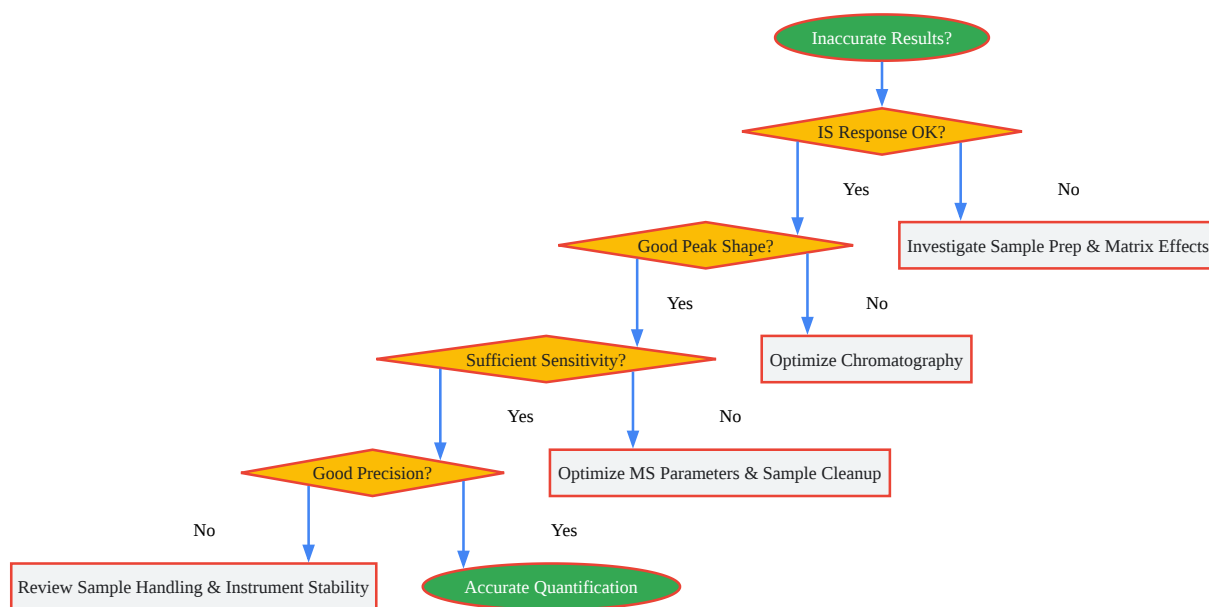 Inaccurate Results?
IS Response OK?
Yes
No
Good Peak Shape?
Investigate Sample Prep & Matrix Effects
Yes
No
Sufficient Sensitivity?
Optimize Chromatography
Yes
No
Good Precision?
Optimize MS Parameters & Sample Cleanup
No
Yes
Review Sample Handling & Instrument Stability
Accurate Quantification